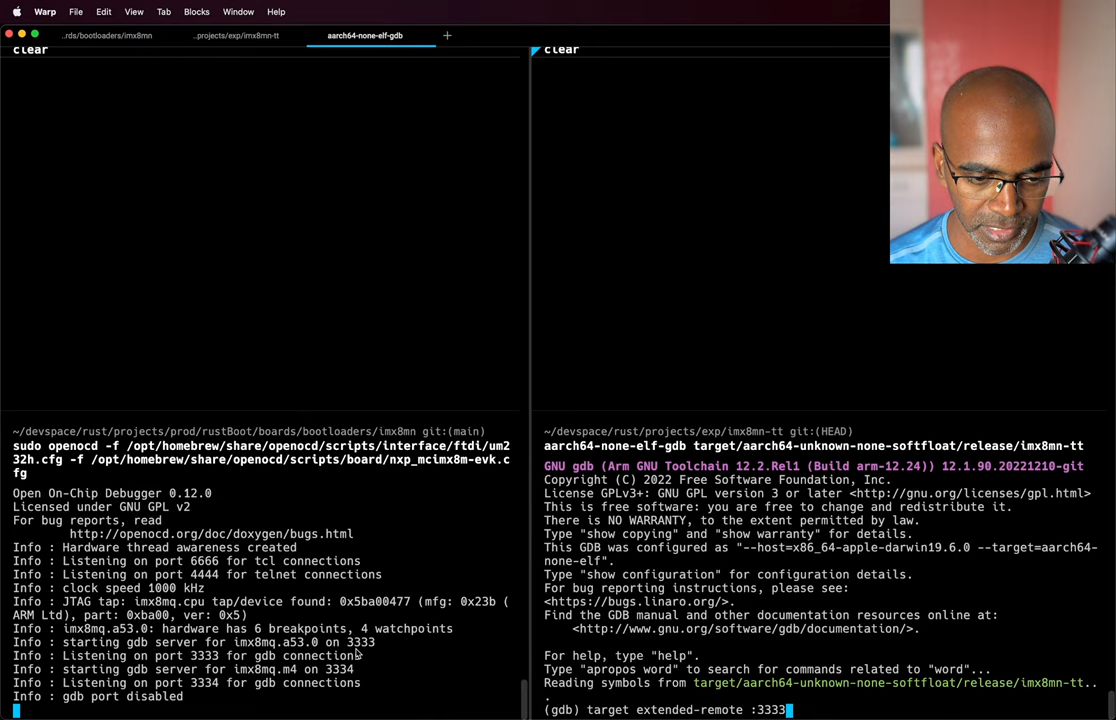 Warp File Edit View Tab Blocks Window Help
..rds/bootloaders/imx8mn
..projects/exp/imx8mn-tt
aarch64-none-elf-gdb
clear
~/devspace/rust/projects/prod/rustBoot/boards/bootloaders/imx8mn git:(main)
sudo openocd -f /opt/homebrew/share/openocd/scripts/interface/ftdi/um2
32h.cfg -f /opt/homebrew/share/openocd/scripts/board/nxp_mcimx8m-evk.c
fg
Open On-Chip Debugger 0.12.0
Licensed under GNU GPL v2
For bug reports, read
http://openocd.org/doc/doxygen/bugs.html
Info : Hardware thread awareness created
Info : Listening on port 6666 for tcl connections
Info : Listening on port 4444 for telnet connections
Info : clock speed 1000 kHz
Info : JTAG tap: imx8mq.cpu tap/device found: 0x5ba00477 (mfg: 0x23b (
ARM Ltd), part: 0xba00, ver: 0x5)
Info : imx8mq.a53.0: hardware has 6 breakpoints, 4 watchpoints
Info : starting gdb server for imx8mq.a53.0 on 3333
Info : Listening on port 3333 for gdb connections
Info : starting gdb server for imx8mq.m4 on 3334
Info : Listening on port 3334 for gdb connections
Info : gdb port disabled
clear
~/devspace/rust/projects/exp/imx8mn-tt git:(HEAD)
aarch64-none-elf-gdb target/aarch64-unknown-none-softfloat/release/imx8mn-tt
GNU gdb (Arm GNU Toolchain 12.2.Rel1 (Build arm-12.24)) 12.1.90.20221210-git
Copyright (C) 2022 Free Software Foundation, Inc.
License GPLv3+: GNU GPL version 3 or later <http://gnu.org/licenses/gpl.html>
This is free software: you are free to change and redistribute it.
There is NO WARRANTY, to the extent permitted by law.
Type "show copying" and "show warranty" for details.
This GDB was configured as "--host=x86_64-apple-darwin19.6.0 --target=aarch64-
none-elf".
Type "show configuration" for configuration details.
For bug reporting instructions, please see:
<https://bugs.linaro.org/>.
Find the GDB manual and other documentation resources online at:
<http://www.gnu.org/software/gdb/documentation/>.
For help, type "help".
Type "apropos word" to search for commands related to "word"...
Reading symbols from target/aarch64-unknown-none-softfloat/release/imx8mn-tt..
.
(gdb) target extended-remote :3333